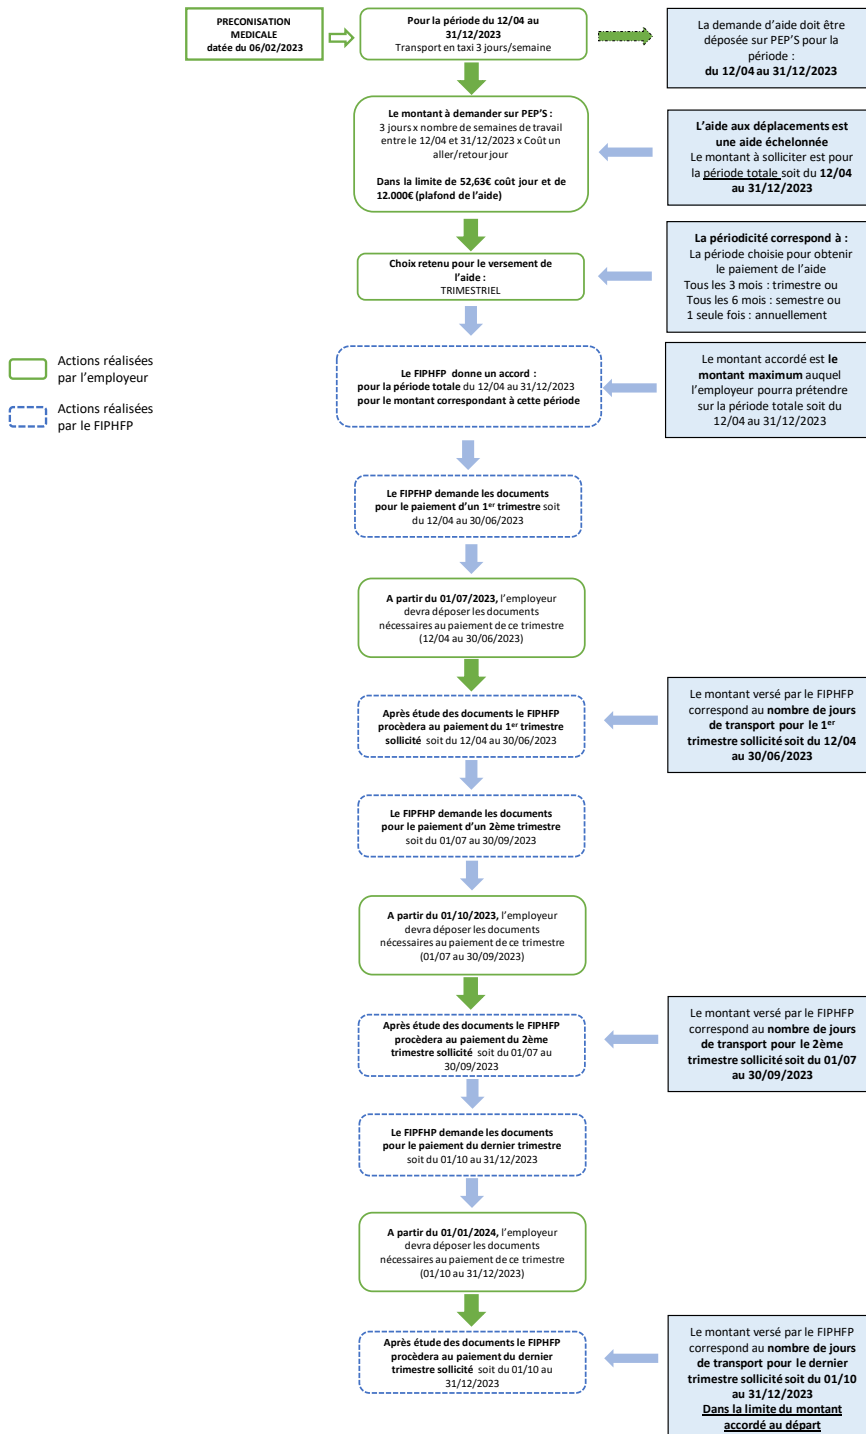 PRECONISATION
MEDICALE
datée du 06/02/2023
Pour la période du 12/04 au
31/12/2023
Transport en taxi 3 jours/semaine
La demande d'aide doit être
déposée sur PEP'S pour la
période :
du 12/04 au 31/12/2023
Le montant à demander sur PEP'S :
3 jours x nombre de semaines de travail
entre le 12/04 et 31/12/2023 x Coût un
aller/retour jour
Dans la limite de 52,63€ coût jour et de
12.000€ (plafond de l'aide)
L'aide aux déplacements est
une aide échelonnée
Le montant à solliciter est pour
la période totale soit du 12/04
au 31/12/2023
Choix retenu pour le versement de
l'aide :
TRIMESTRIEL
La périodicité correspond à :
La période choisie pour obtenir
le paiement de l'aide
Tous les 3 mois : trimestre ou
Tous les 6 mois : semestre ou
1 seule fois : annuellement
Actions réalisées
par l'employeur
Actions réalisées
par le FIPHFP
Le FIPHFP donne un accord :
pour la période totale du 12/04 au 31/12/2023
pour le montant correspondant à cette période
Le montant accordé est le
montant maximum auquel
l'employeur pourra prétendre
sur la période totale soit du
12/04 au 31/12/2023
Le FIPFHP demande les documents
pour le paiement d'un 1er trimestre soit
du 12/04 au 30/06/2023
A partir du 01/07/2023, l'employeur
devra déposer les documents
nécessaires au paiement de ce trimestre
(12/04 au 30/06/2023)
Après étude des documents le FIPHFP
procèdera au paiement du 1er trimestre
sollicité soit du 12/04 au 30/06/2023
Le montant versé par le FIPHFP
correspond au nombre de jours
de transport pour le 1er
trimestre sollicité soit du 12/04
au 30/06/2023
Le FIPFHP demande les documents
pour le paiement d'un 2ème trimestre
soit du 01/07 au 30/09/2023
A partir du 01/10/2023, l'employeur
devra déposer les documents
nécessaires au paiement de ce trimestre
(01/07 au 30/09/2023)
Après étude des documents le FIPHFP
procèdera au paiement du 2ème
trimestre sollicité soit du 01/07 au
30/09/2023
Le montant versé par le FIPHFP
correspond au nombre de jours
de transport pour le 2ème
trimestre sollicité soit du 01/07
au 30/09/2023
Le FIPFHP demande les documents
pour le paiement du dernier trimestre
soit du 01/10 au 31/12/2023
A partir du 01/01/2024, l'employeur
devra déposer les documents
nécessaires au paiement de ce trimestre
(01/10 au 31/12/2023)
Après étude des documents le FIPHFP
procèdera au paiement du dernier
trimestre sollicité soit du 01/10 au
31/12/2023
Le montant versé par le FIPHFP
correspond au nombre de jours
de transport pour le dernier
trimestre sollicité soit du 01/10
au 31/12/2023
Dans la limite du montant
accordé au départ